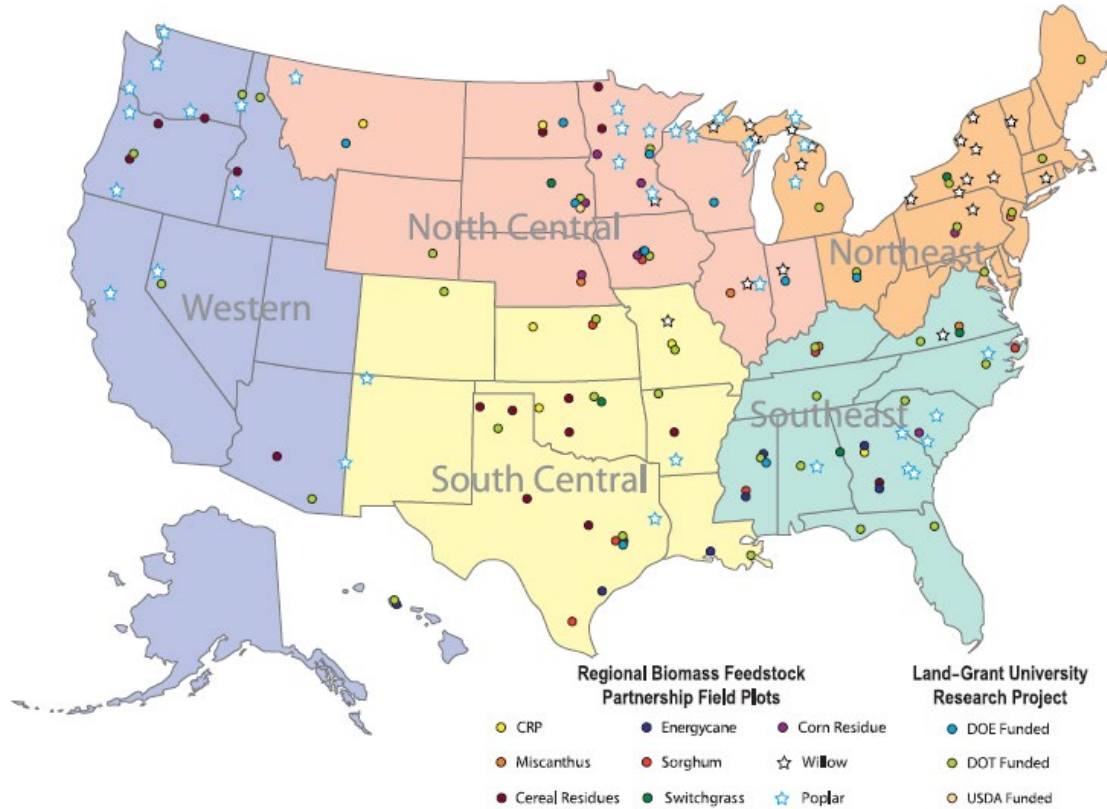 North Central
Northeast
Western
Southeast
South Central
Regional Biomass Feedstock
Partnership Field Plots
Land-Grant University
Research Project
CRP
Energycane
Corn Residue
DOE Funded
Miscanthus
Sorghum
Willow
DOT Funded
Cereal Residues
Switchgrass
Poplar
USDA Funded